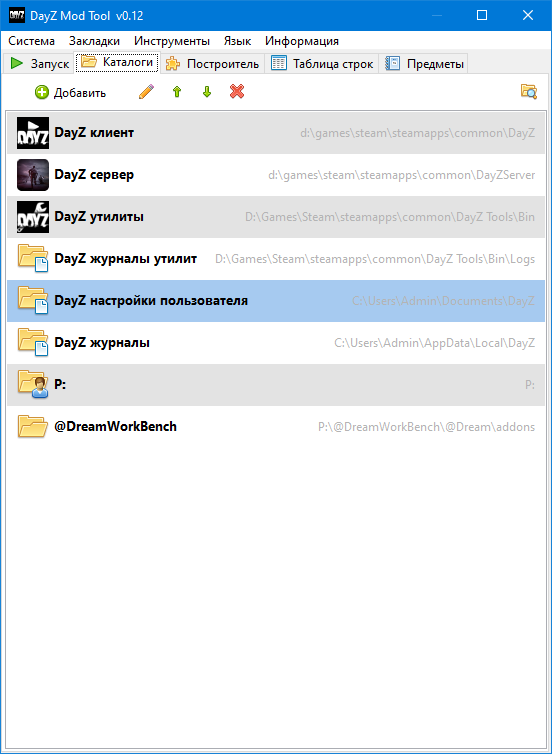 DayZ Mod Tool v0.12
Система Закладки Инструменты Язык Информация
Запуск Каталоги Построитель Таблица строк Предметы
Добавить
DayZ клиент d:\games\steam\steamapps\common\DayZ
DayZ сервер d:\games\steam\steamapps\common\DayZServer
DayZ утилиты D:\Games\Steam\steamapps\common\DayZ Tools\Bin
DayZ журналы утилит D:\Games\Steam\steamapps\common\DayZ Tools\Bin\Logs
DayZ настройки пользователя C:\Users\Admin\Documents\DayZ
DayZ журналы C:\Users\Admin\AppData\Local\DayZ
P: P:
@DreamWorkBench P:\@DreamWorkBench\@Dream\addons